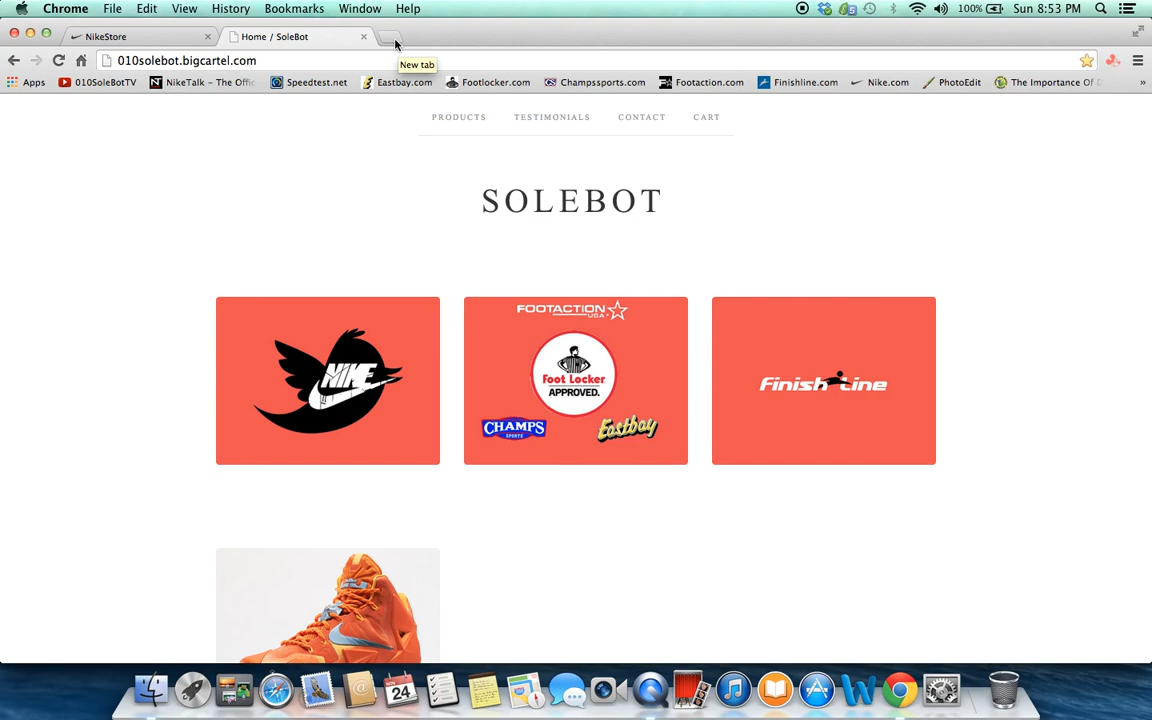 Chrome File Edit View History Bookmarks Window Help 100% Sun 8:53 PM
NikeStore Home / SoleBot
New tab
010solebot.bigcartel.com
Apps 010SoleBotTV NikeTalk - The Offic Speedtest.net Eastbay.com Footlocker.com Champssports.com Footaction.com Finishline.com Nike.com PhotoEdit The Importance Of D »
PRODUCTS TESTIMONIALS CONTACT CART
SOLEBOT
NIKE
FOOTACTION
USA
Foot Locker
APPROVED.
CHAMPS
SPORTS
Eastbay
Finish Line
NOV
24